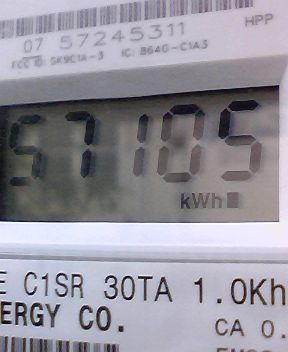 HPP
07 57245311
FCC ID: SK9C1A-3 IC: 864G-C1A3
57105
kWh
E C1SR 30TA 1.0Kh
ERGY CO.
CA 0.